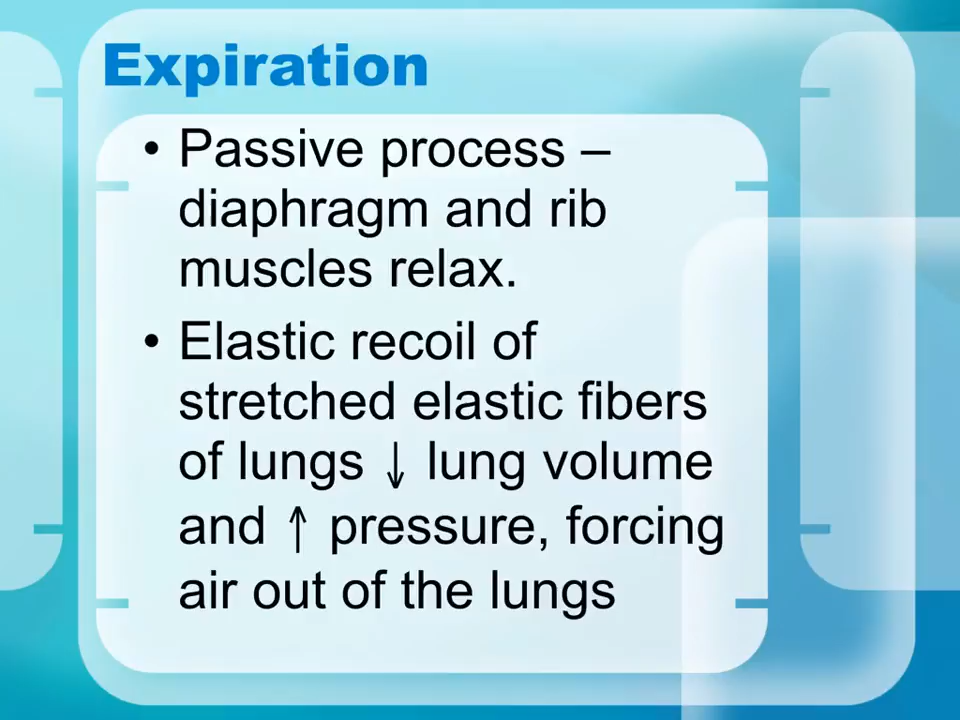 Expiration
• Passive process –
diaphragm and rib
muscles relax.
• Elastic recoil of
stretched elastic fibers
of lungs ↓ lung volume
and ↑ pressure, forcing
air out of the lungs